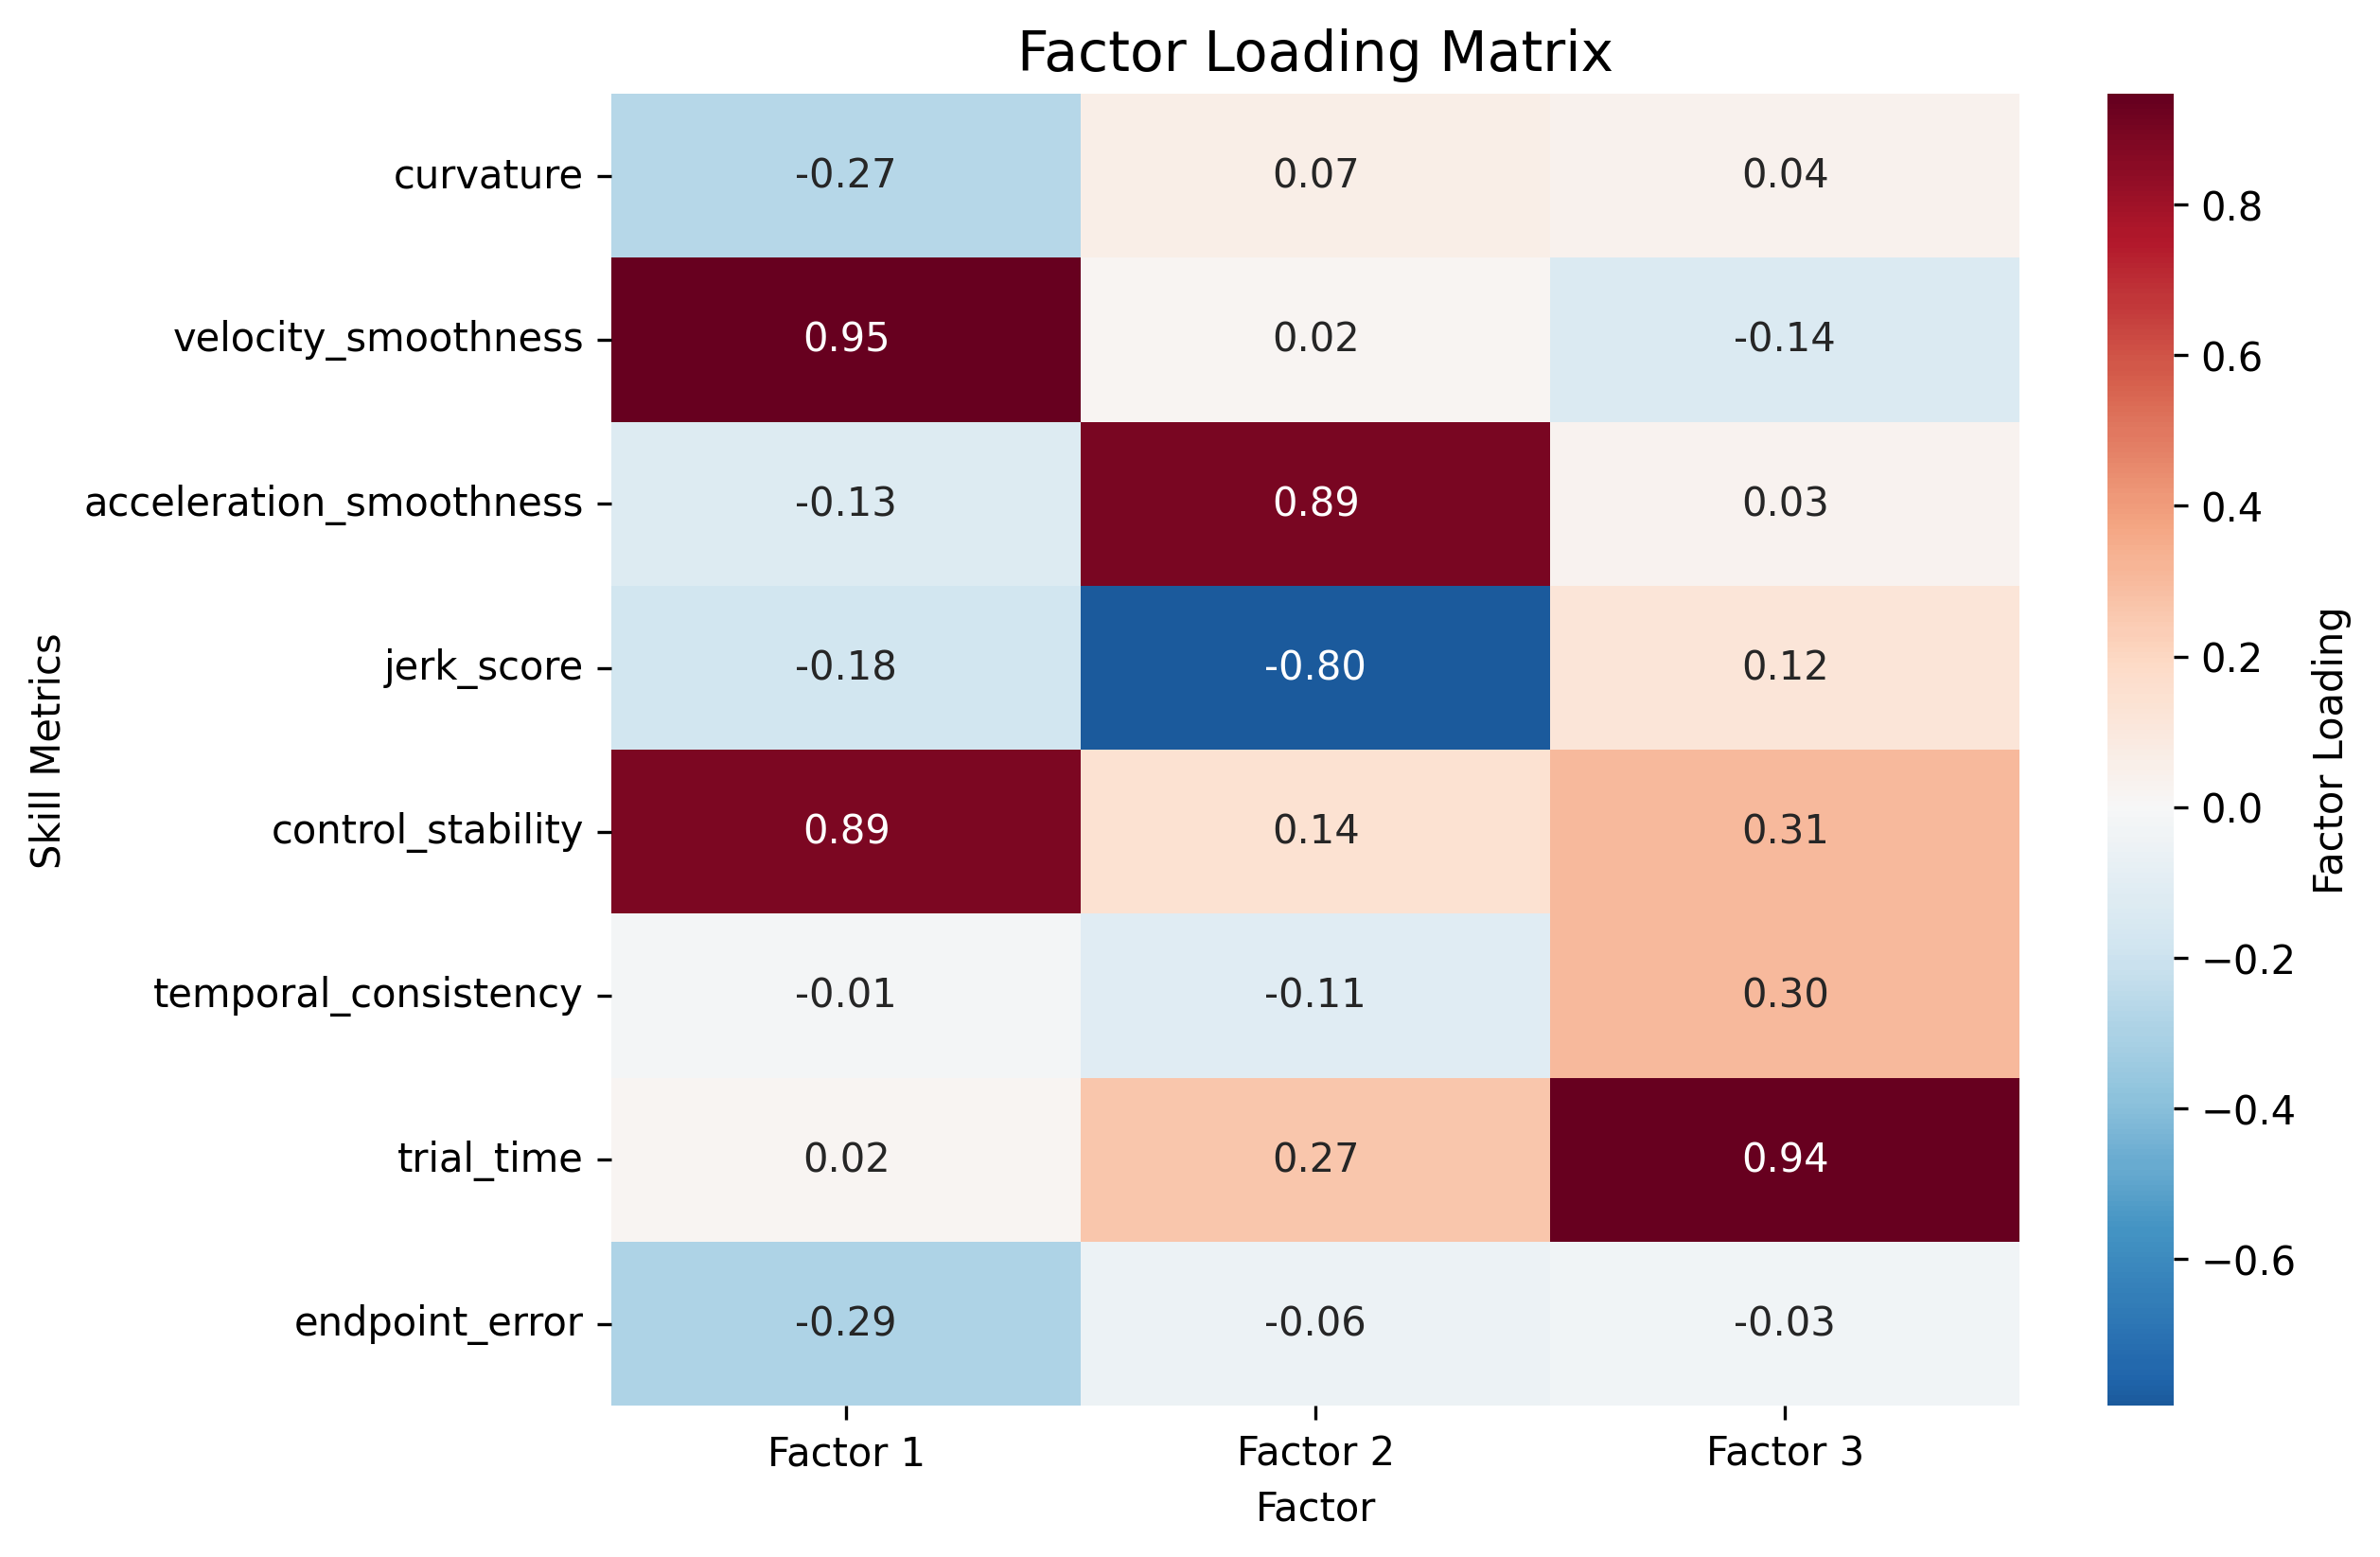 Factor Loading Matrix
curvature -0.27 0.07 0.04
velocity_smoothness 0.95 0.02 -0.14
acceleration_smoothness -0.13 0.89 0.03
jerk_score -0.18 -0.80 0.12
control_stability 0.89 0.14 0.31
temporal_consistency -0.01 -0.11 0.30
trial_time 0.02 0.27 0.94
endpoint_error -0.29 -0.06 -0.03
Factor 1 Factor 2 Factor 3
Factor
Skill Metrics
0.8
0.6
0.4
0.2
0.0
−0.2
−0.4
−0.6
Factor Loading